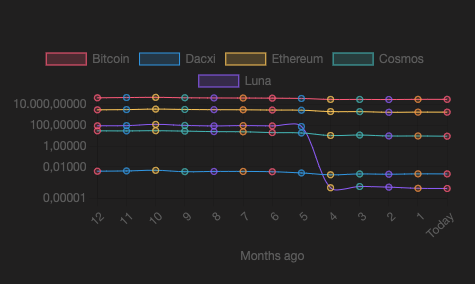 Bitcoin Dacxi Ethereum Cosmos
Luna
10.000,00000
100,00000
1,00000
0,01000
0,00001
12 11 10 9 8 7 6 5 4 3 2 1 Today
Months ago